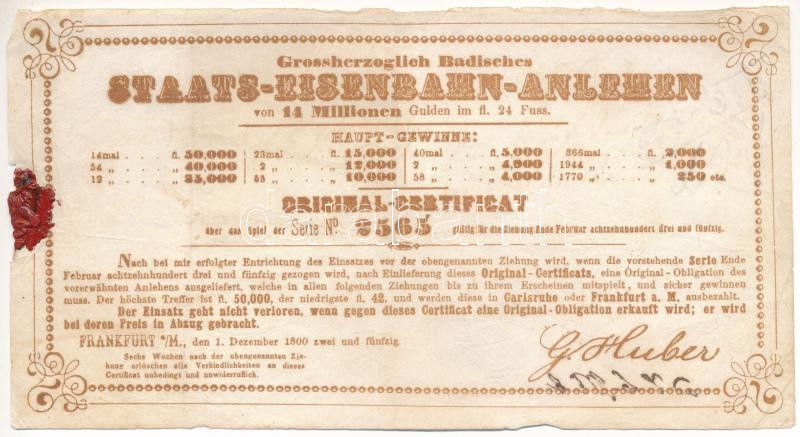 Grossherzoglich Badisches
STAATS-EISENBAHN-ANLEHEN
von 14 Millionen Gulden im fl. 24 Fuss.
HAUPT-GEWINNE:
14mal . . . . fl. 50,000 23mal . . . . fl. 15,000 40mal . . . . fl. 5,000 366mal . . . . fl. 2,000
54 „ . . . . „ 40,000 2 „ . . . . „ 12,000 2 „ . . . . „ 4,900 1944 „ . . . . „ 1,000
12 „ . . . . „ 35,000 55 „ . . . . „ 10,000 58 „ . . . . „ 4,000 1770 „ . . . . „ 250 etc.
ORIGINAL-CERTIFICAT
über das Spiel der Serie No. 2565 gültig für die Ziehung Ende Februar achtzehnhundert drei und fünfzig.
Nach bei mir erfolgter Entrichtung des Einsatzes vor der obengenannten Ziehung wird, wenn die vorstehende Serie Ende
Februar achtzehnhundert drei und fünfzig gezogen wird, nach Einlieferung dieses Original-Certificats, eine Original-Obligation des
vorerwähnten Anlehens ausgeliefert, welche in allen folgenden Ziehungen bis zu ihrem Erscheinen mitspielt, und sicher gewinnen
muss. Der höchste Treffer ist fl. 50,000, der niedrigste fl. 42, und werden diese in Carlsruhe oder Frankfurt a. M. ausbezahlt.
Der Einsatz geht nicht verloren, wenn gegen dieses Certificat eine Original-Obligation erkauft wird; er wird
bei deren Preis in Abzug gebracht.
FRANKFURT a/M., den 1. Dezember 1800 zwei und fünfzig.
Sechs Wochen nach der obengenannten Zie-
hung erlöschen alle Verbindlichkeiten an dieses
Certificat unbedingt und unwiderruflich.
G. Huber
darabanth